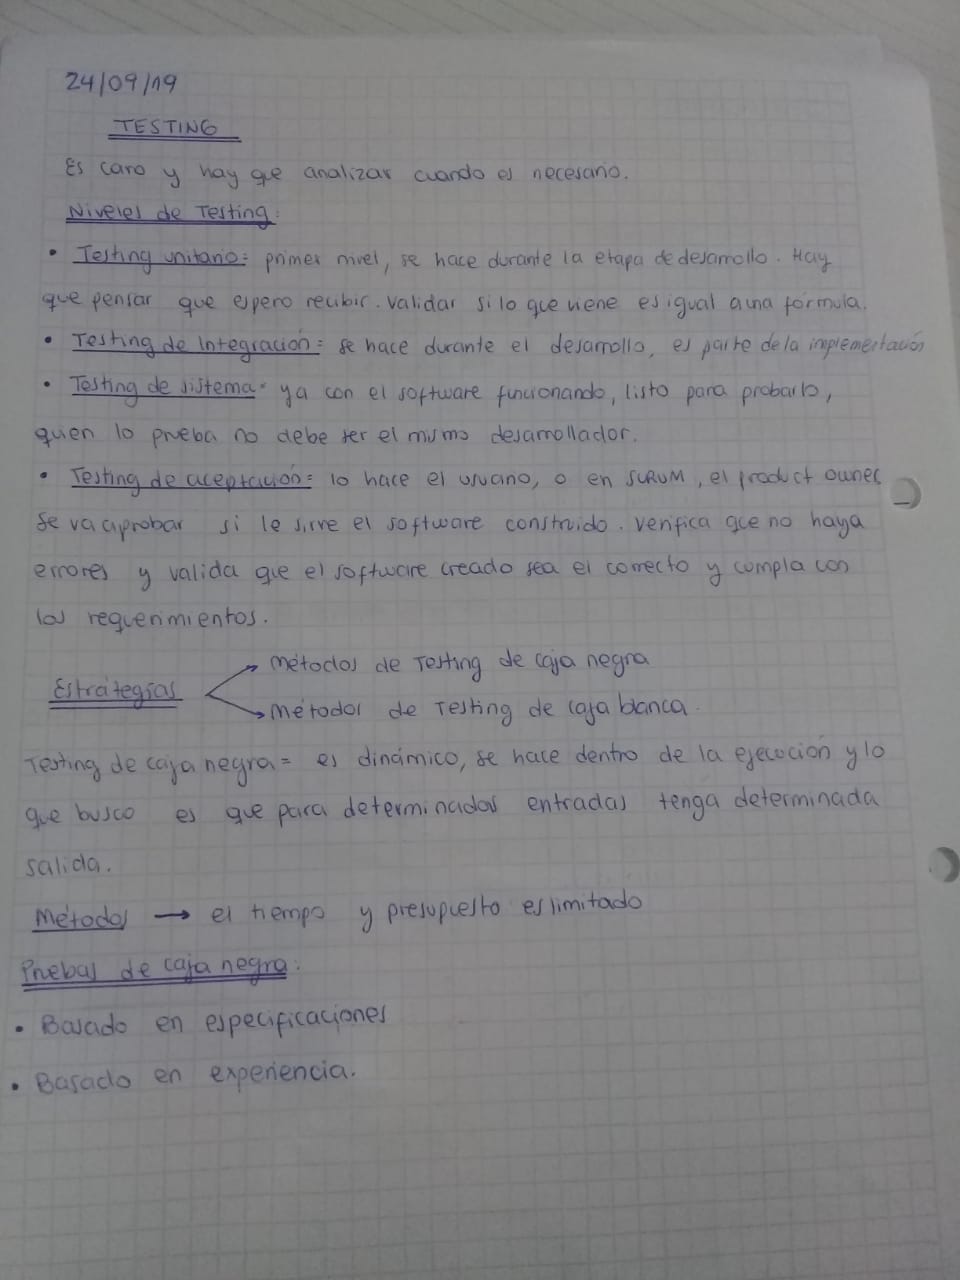 24/09/19
TESTING
Es caro y hay que analizar cuando es necesario.
Niveles de Testing:
• Testing unitario: primer nivel, se hace durante la etapa de desarrollo. Hay
que pensar que espero recibir. Validar si lo que viene es igual a una fórmula.
• Testing de Integración: se hace durante el desarrollo, es parte de la implementación
• Testing de sistema: ya con el software funcionando, listo para probarlo,
quien lo prueba no debe ser el mismo desarrollador.
• Testing de aceptación: lo hace el usuario, o en SCRUM, el product owner
Se va a probar si le sirve el software construido. Verifica que no haya
errores y valida que el software creado sea el correcto y cumpla con
los requerimientos.
Estrategias → Métodos de Testing de caja negra
→ Métodos de Testing de caja blanca.
Testing de caja negra = es dinámico, se hace dentro de la ejecución y lo
que busco es que para determinadas entradas tenga determinada
salida.
Métodos → el tiempo y presupuesto es limitado
Pruebas de caja negra:
• Basado en especificaciones
• Basado en experiencia.